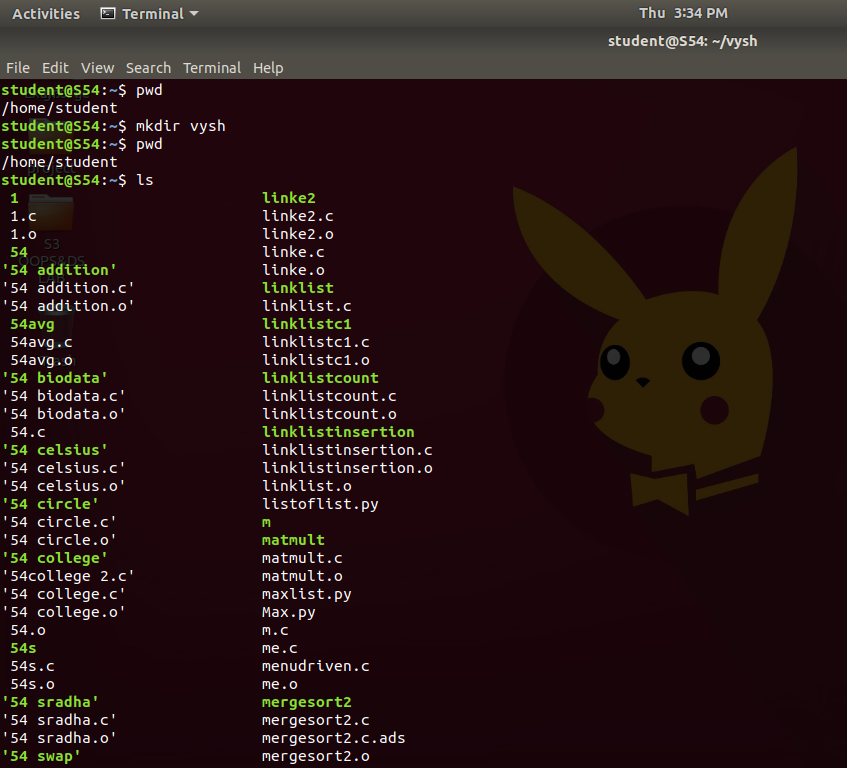 Activities Terminal Thu 3:34 PM
student@S54: ~/vysh
File Edit View Search Terminal Help
student@S54:~$ pwd
/home/student
student@S54:~$ mkdir vysh
student@S54:~$ pwd
/home/student
student@S54:~$ ls
1 linke2
1.c linke2.c
1.o linke2.o
54 linke.c
'54 addition' linke.o
'54 addition.c' linklist
'54 addition.o' linklist.c
54avg linklistc1
54avg.c linklistc1.c
54avg.o linklistc1.o
'54 biodata' linklistcount
'54 biodata.c' linklistcount.c
'54 biodata.o' linklistcount.o
54.c linklistinsertion
'54 celsius' linklistinsertion.c
'54 celsius.c' linklistinsertion.o
'54 celsius.o' linklist.o
'54 circle' listoflist.py
'54 circle.c' m
'54 circle.o' matmult
'54 college' matmult.c
'54college 2.c' matmult.o
'54 college.c' maxlist.py
'54 college.o' Max.py
54.o m.c
54s me.c
54s.c menudriven.c
54s.o me.o
'54 sradha' mergesort2
'54 sradha.c' mergesort2.c
'54 sradha.o' mergesort2.c.ads
'54 swap' mergesort2.o
S3
OOPS&DS